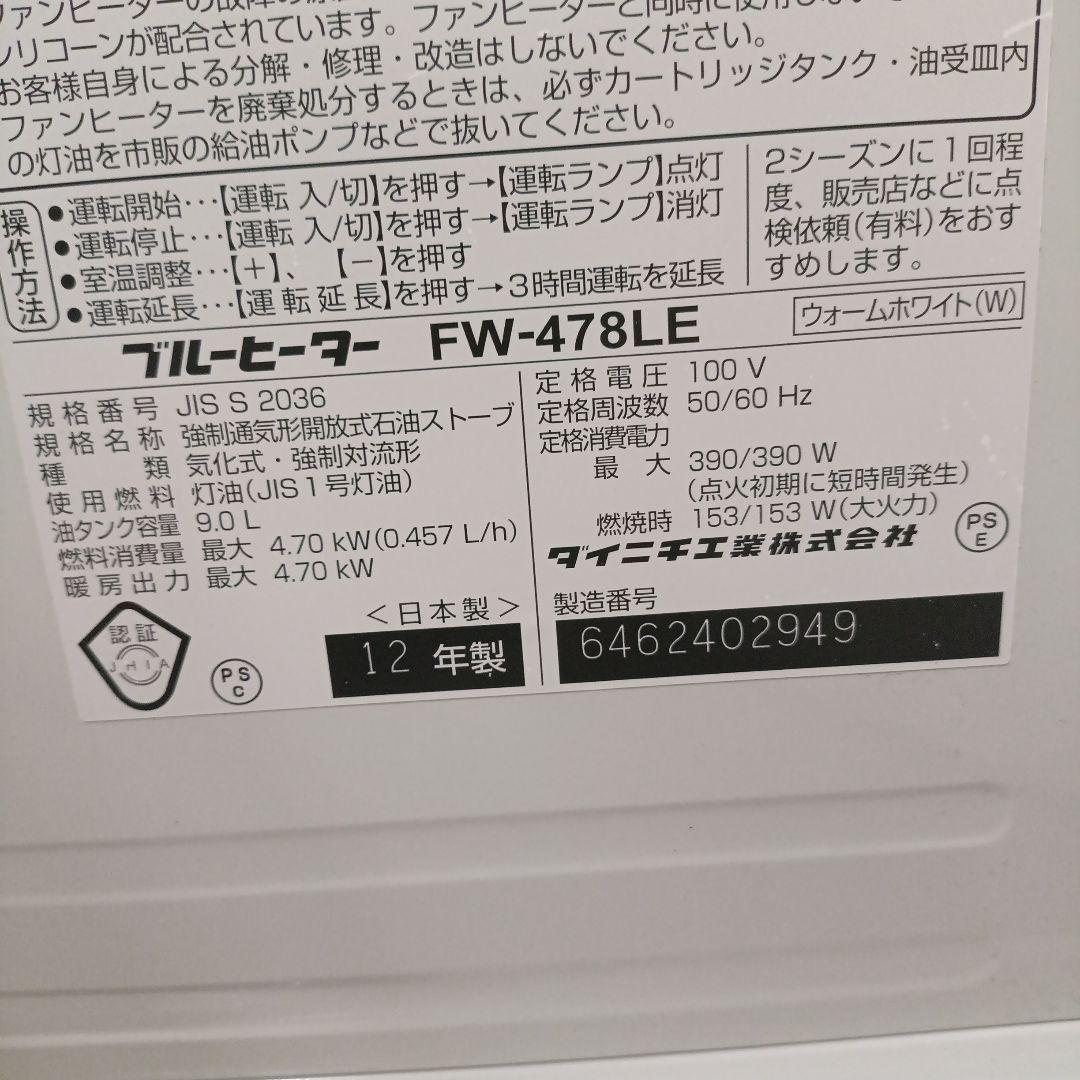 ファンヒーターの故障の原
シリコーンが配合されています。ファンヒーターと同時に使用しない
お客様自身による分解・修理・改造はしないでください。
ファンヒーターを廃棄処分するときは、必ずカートリッジタンク・油受皿内
の灯油を市販の給油ポンプなどで抜いてください。
操作方法
●運転開始…【運転 入/切】を押す→【運転ランプ】点灯
●運転停止…【運転 入/切】を押す→【運転ランプ】消灯
●室温調整…【＋】、【－】を押す
●運転延長…【運転延長】を押す→3時間運転を延長
2シーズンに1回程
度、販売店などに点
検依頼(有料)をおす
すめします。
ブルーヒーター FW-478LE
ウォームホワイト(W)
規格番号 JIS S 2036
規格名称 強制通気形開放式石油ストーブ
種類 気化式・強制対流形
使用燃料 灯油(JIS1号灯油)
油タンク容量 9.0 L
燃料消費量 最大 4.70 kW(0.457 L/h)
暖房出力 最大 4.70 kW
定格電圧 100 V
定格周波数 50/60 Hz
定格消費電力
最大 390/390 W
(点火初期に短時間発生)
燃焼時 153/153 W(大火力)
ダイニチ工業株式会社
PS
E
認証
JHIA
PS
C
＜日本製＞
12 年製
製造番号
6462402949